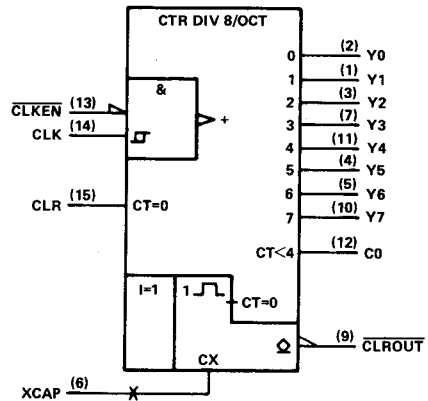 CTR DIV 8/OCT
0 (2) Y0
1 (1) Y1
& 2 (3) Y2
CLKEN (13) + 3 (7) Y3
CLK (14) 4 (11) Y4
5 (4) Y5
6 (5) Y6
CLR (15) CT=0 7 (10) Y7
CT<4 (12) C0
I=1 1 CT=0
(9) CLROUT
CX
XCAP (6)